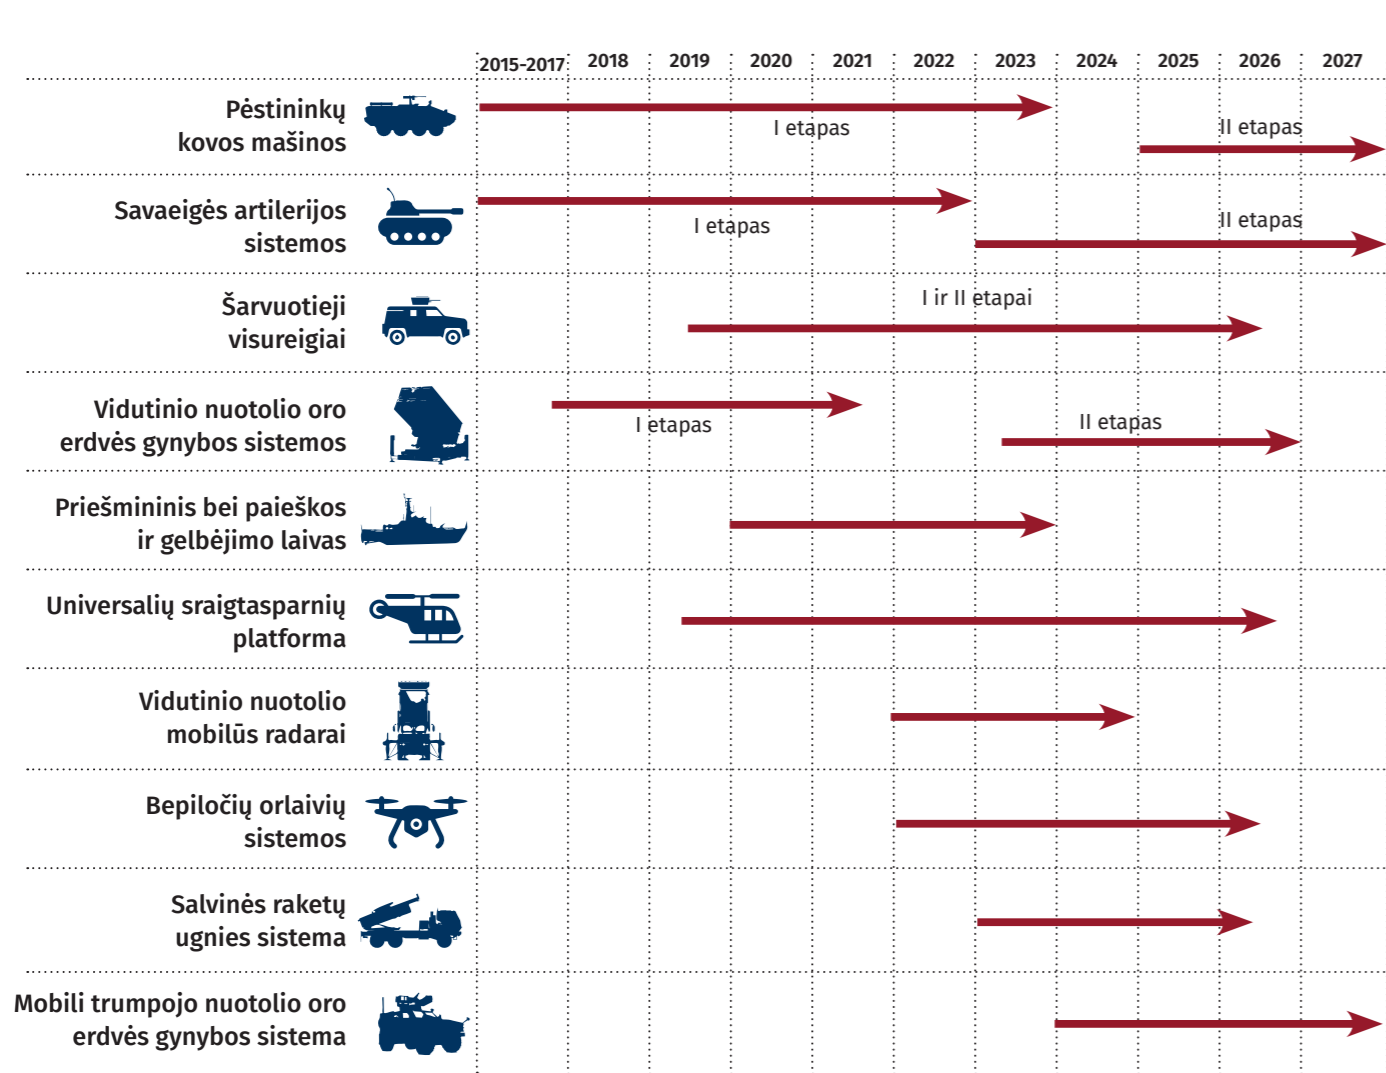 2015-2017 2018 2019 2020 2021 2022 2023 2024 2025 2026 2027
Pėstininkų
kovos mašinos
I etapas
II etapas
Savaeigės artilerijos
sistemos
I etapas
II etapas
Šarvuotieji
visureigiai
I ir II etapai
Vidutinio nuotolio oro
erdvės gynybos sistemos
I etapas
II etapas
Priešmininis bei paieškos
ir gelbėjimo laivas
Universalių sraigtasparnių
platforma
Vidutinio nuotolio
mobilūs radarai
Bepiločių orlaivių
sistemos
Salvinės raketų
ugnies sistema
Mobili trumpojo nuotolio oro
erdvės gynybos sistema